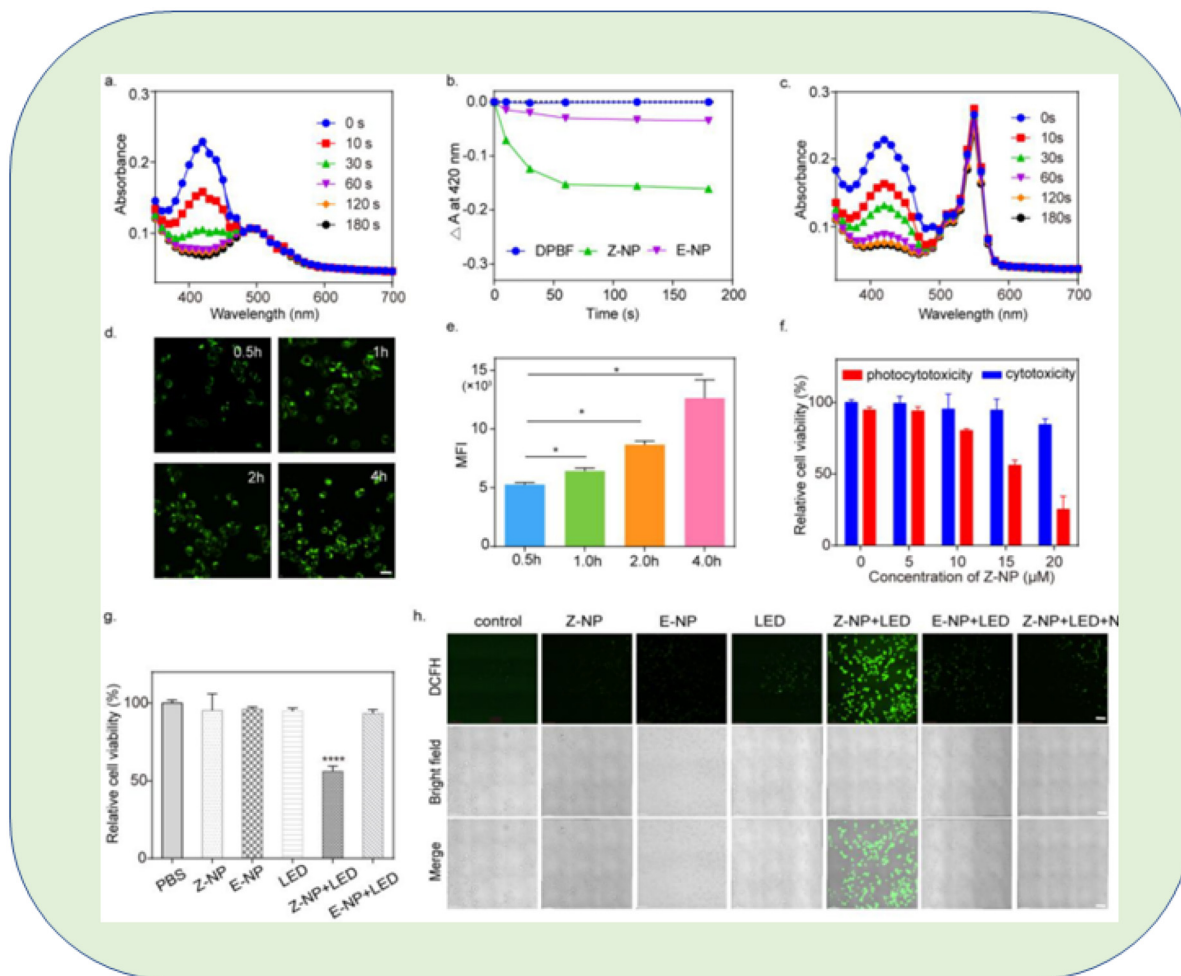 a.
0.3
0.2
0.1
Absorbance
0 s
10 s
30 s
60 s
120 s
180 s
400 500 600 700
Wavelength (nm)
b.
0.0
-0.1
-0.2
-0.3
△ A at 420 nm
DPBF Z-NP E-NP
0 50 100 150 200
Time (s)
c.
0.3
0.2
0.1
Absorbance
0s
10s
30s
60s
120s
180s
400 500 600 700
Wavelength (nm)
d.
0.5h
1h
2h
4h
e.
15
(×10³)
10
5
0
MFI
*
*
*
0.5h 1.0h 2.0h 4.0h
f.
photocytotoxicity cytotoxicity
100
50
0
Relative cell viability (%)
0 5 10 15 20
Concentration of Z-NP (μM)
g.
100
50
0
Relative cell viability (%)
****
PBS
Z-NP
E-NP
LED
Z-NP+LED
E-NP+LED
h.
control Z-NP E-NP LED Z-NP+LED E-NP+LED Z-NP+LED+N
DCFH
Bright field
Merge